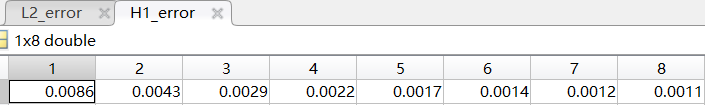 L2_error H1_error
1x8 double
1 2 3 4 5 6 7 8
0.0086 0.0043 0.0029 0.0022 0.0017 0.0014 0.0012 0.0011